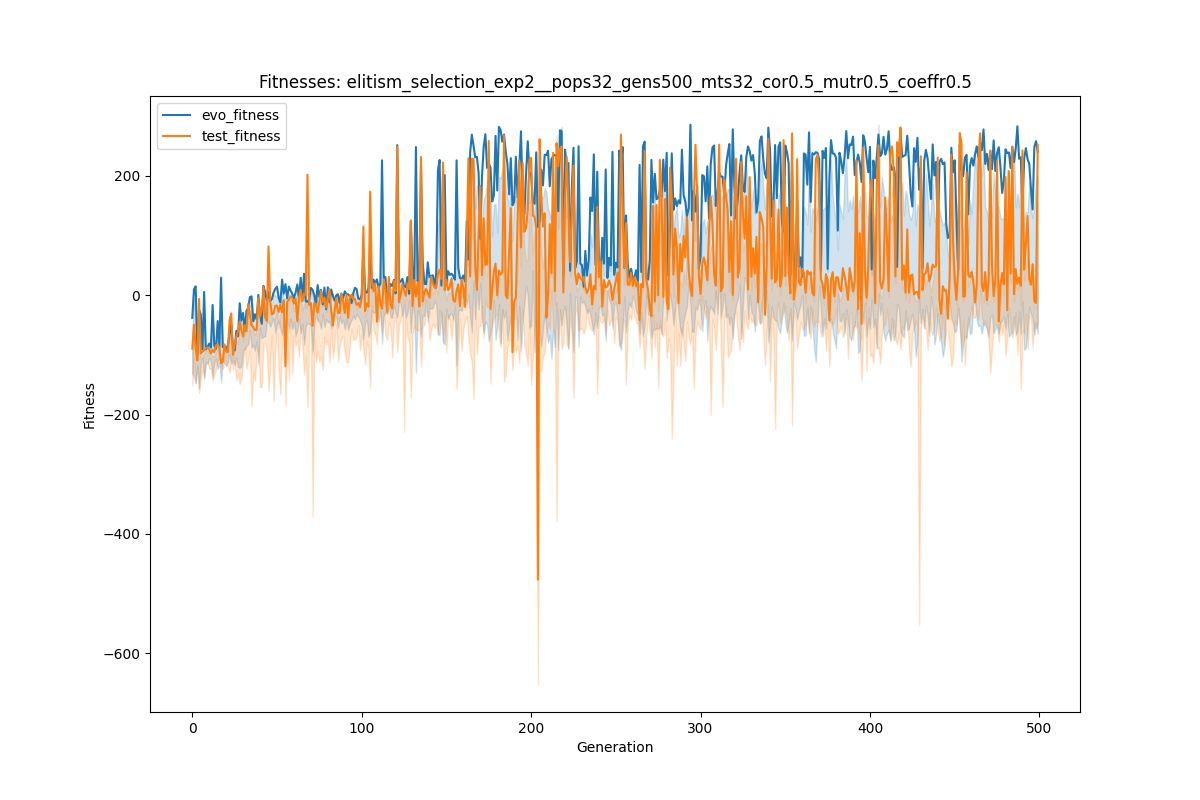 Fitnesses: elitism_selection_exp2__pops32_gens500_mts32_cor0.5_mutr0.5_coeffr0.5
evo_fitness
test_fitness
200
0
−200
−400
−600
Fitness
0
100
200
300
400
500
Generation